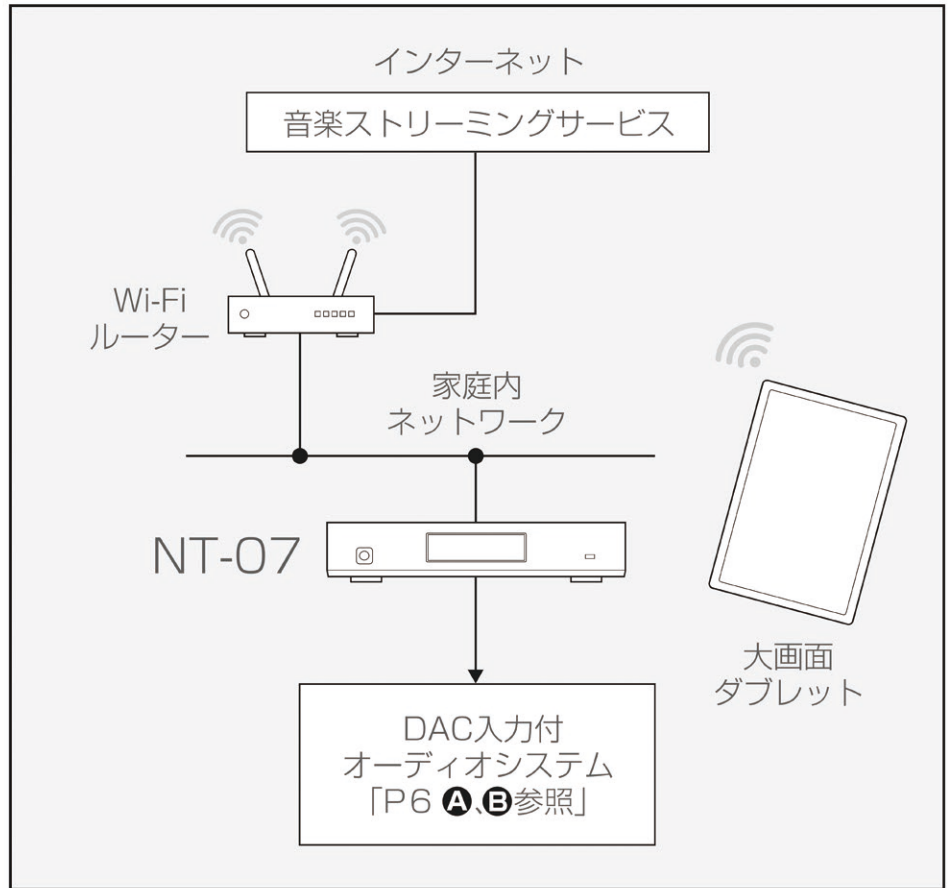 インターネット
音楽ストリーミングサービス
Wi-Fi
ルーター
家庭内
ネットワーク
NT-07
大画面
ダブレット
DAC入力付
オーディオシステム
「P6 A、B参照」